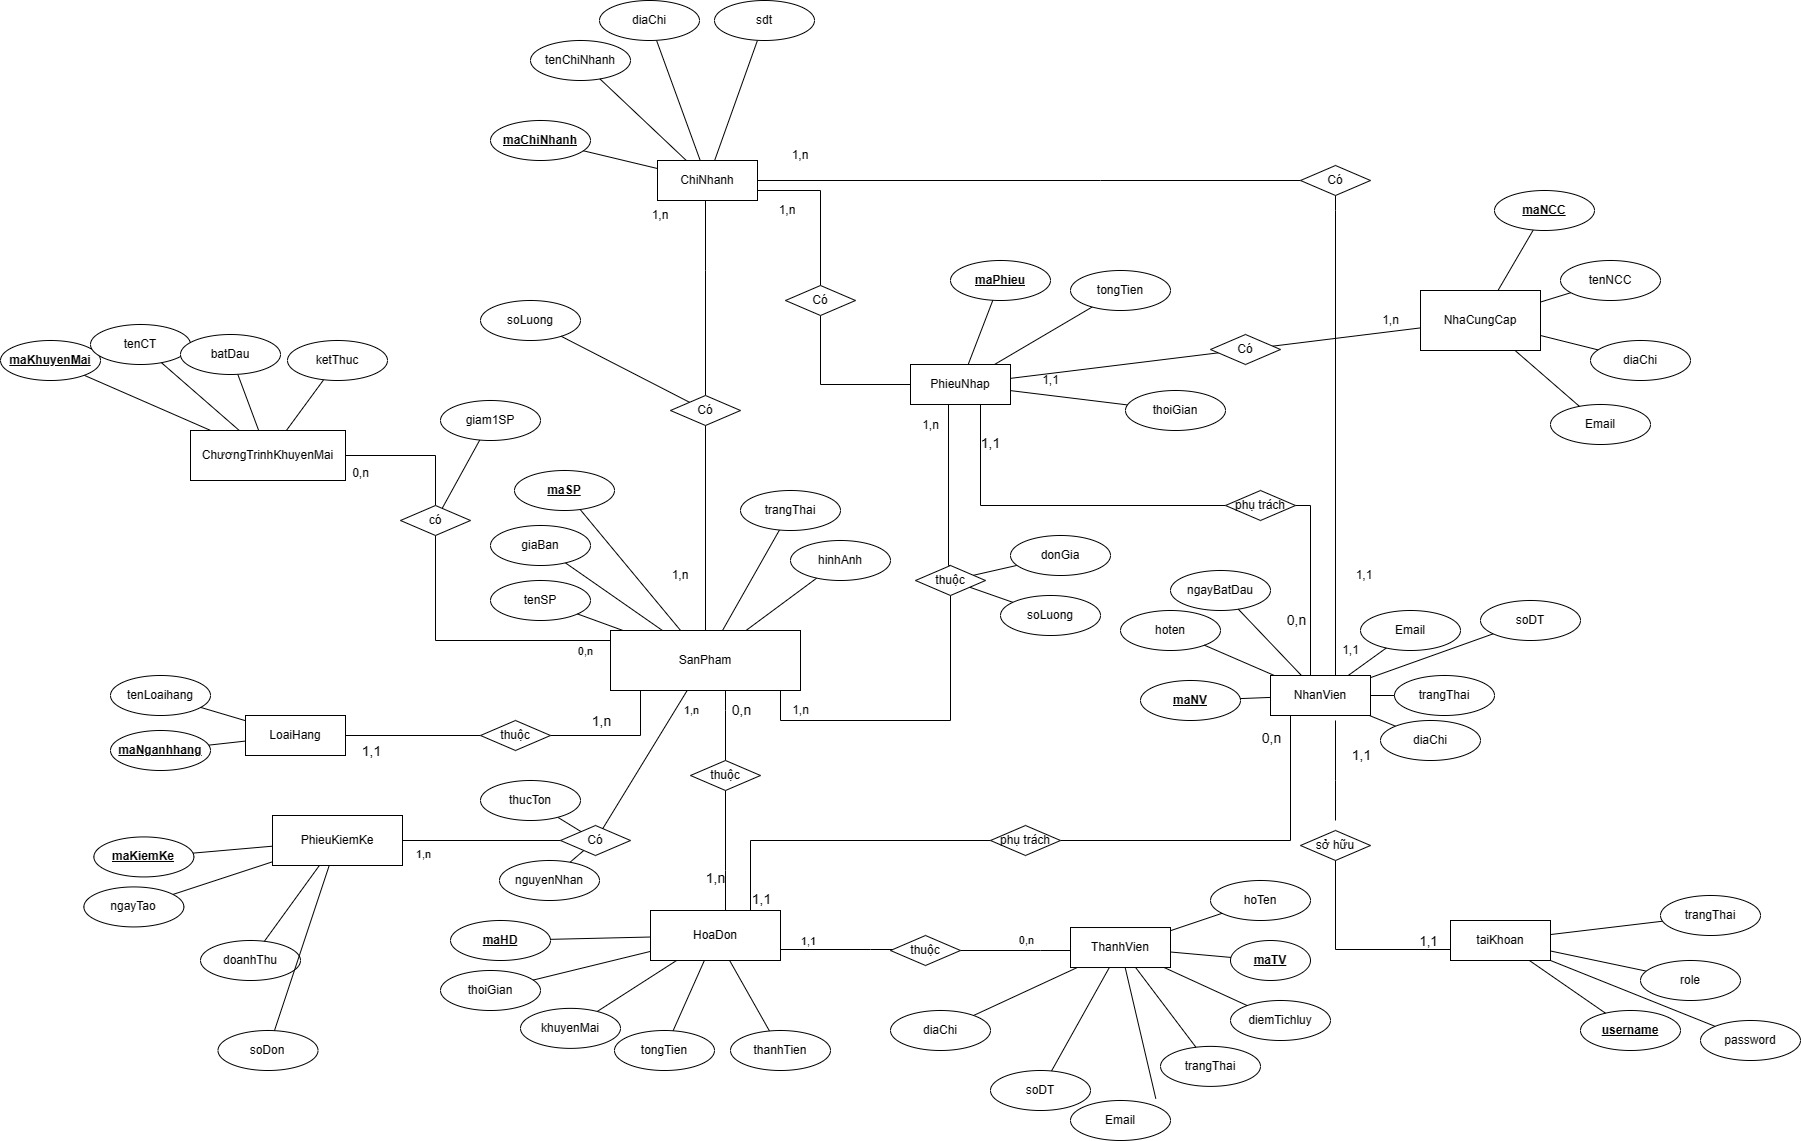 diaChi
sdt
tenChiNhanh
maChiNhanh
1,n
ChiNhanh
Có
1,n
1,n
maNCC
maPhieu
tongTien
tenNCC
Có
soLuong
1,n
NhaCungCap
tenCT
batDau
ketThuc
maKhuyenMai
Có
diaChi
1,1
PhieuNhap
thoiGian
Có
giam1SP
1,n
1,1
Email
ChươngTrinhKhuyenMai
0,n
maSP
trangThai
phụ trách
có
giaBan
hinhAnh
donGia
1,n
thuộc
1,1
ngayBatDau
tenSP
soLuong
0,n
soDT
hoten
Email
0,n
SanPham
1,1
tenLoaihang
maNV
NhanVien
trangThai
1,n
0,n
1,n
1,n
LoaiHang
thuộc
maNganhhang
1,1
0,n
diaChi
1,1
thuộc
thucTon
PhieuKiemKe
Có
phụ trách
sở hữu
maKiemKe
1,n
nguyenNhan
1,n
ngayTao
1,1
hoTen
trangThai
maHD
HoaDon
1,1
thuộc
0,n
ThanhVien
1,1
taiKhoan
doanhThu
maTV
thoiGian
role
khuyenMai
diaChi
diemTichluy
username
soDon
tongTien
thanhTien
password
trangThai
soDT
Email